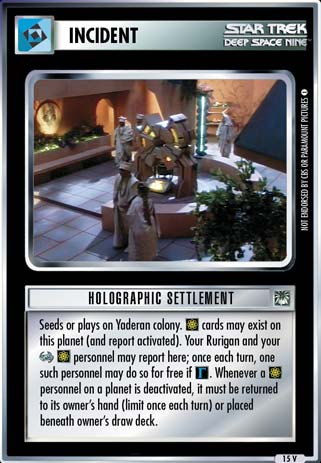 INCIDENT
STAR TREK
DEEP SPACE NINE
NOT ENDORSED BY CBS OR PARAMOUNT PICTURES
HOLOGRAPHIC SETTLEMENT
Seeds or plays on Yaderan colony. cards may exist on
this planet (and report activated). Your Rurigan and your
personnel may report here; once each turn, one
such personnel may do so for free if . Whenever a
personnel on a planet is deactivated, it must be returned
to its owner's hand (limit once each turn) or placed
beneath owner's draw deck.
15 V